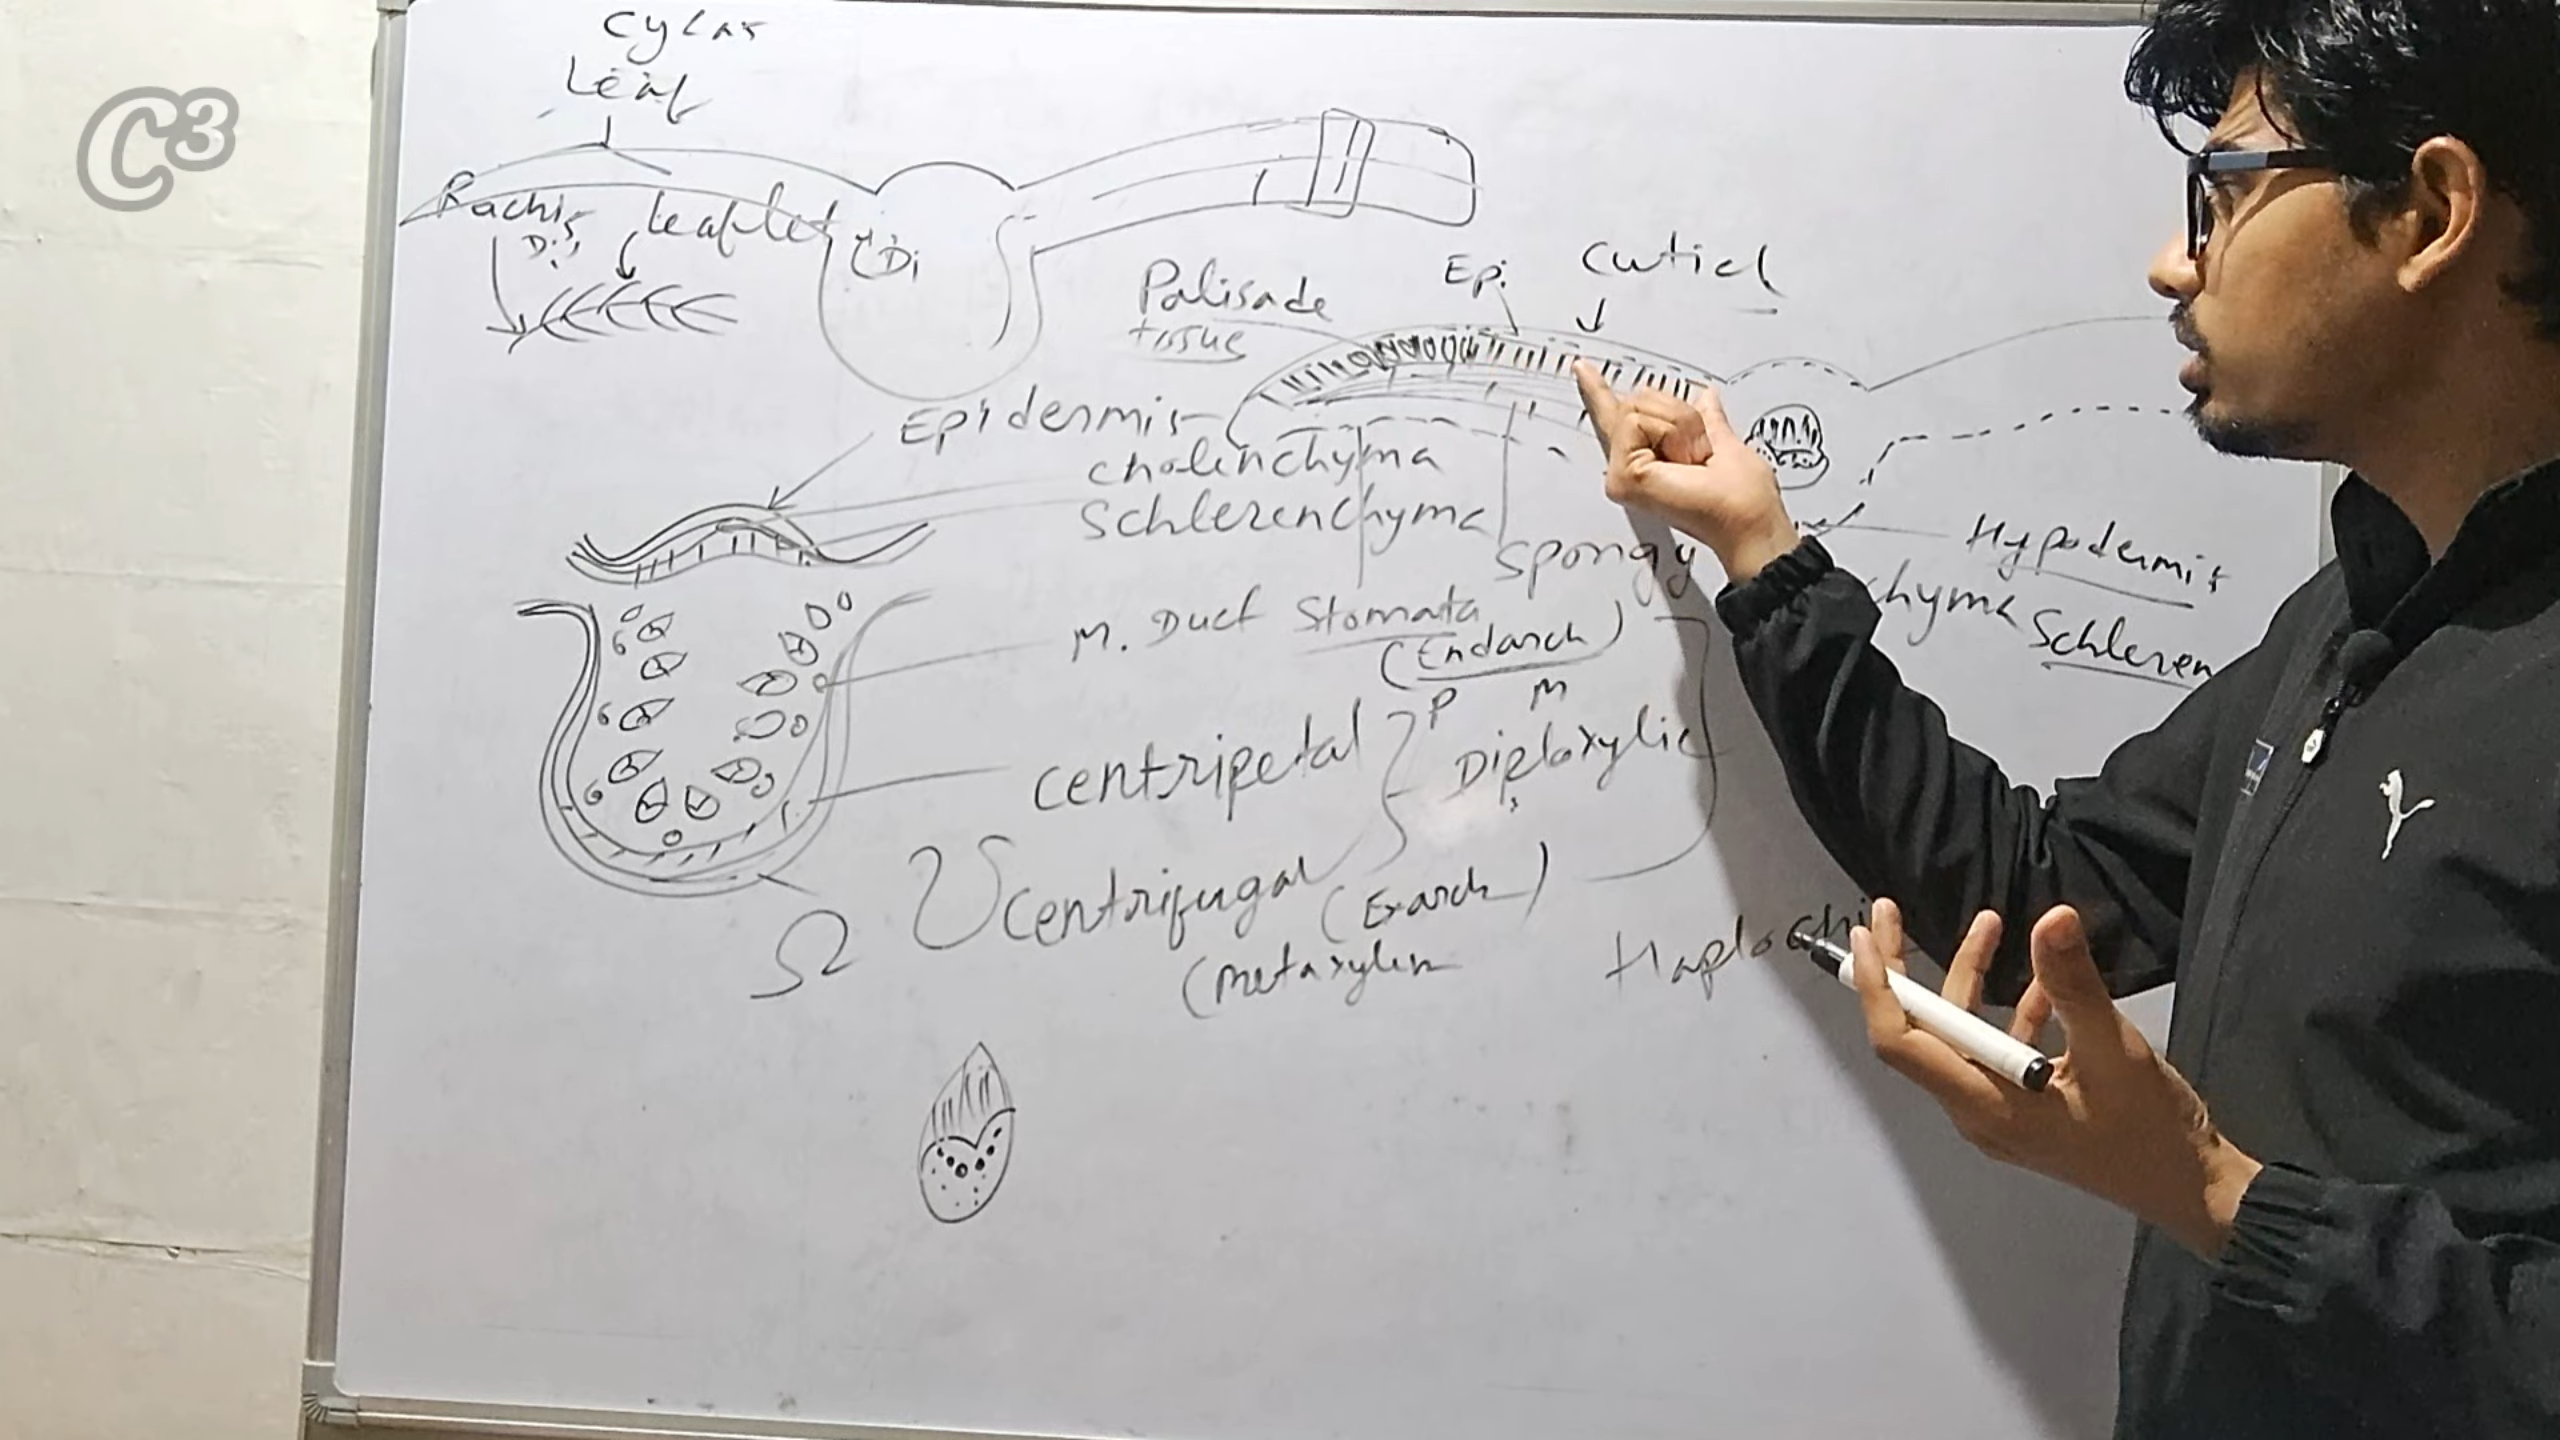 C3
Cycas
Leaf
Rachis
Leaflet
Di
Di
Palisade
tissue
Epi.
Cuticl
Epidermis
cholenchyma
Schlerenchyma
Spongy
Hypodermis
chyma
Schleren
M. Duct
Stomata
(Endarch)
P M
centripetal
Diploxylic
centrifugal
(Exarch)
(Metaxylem